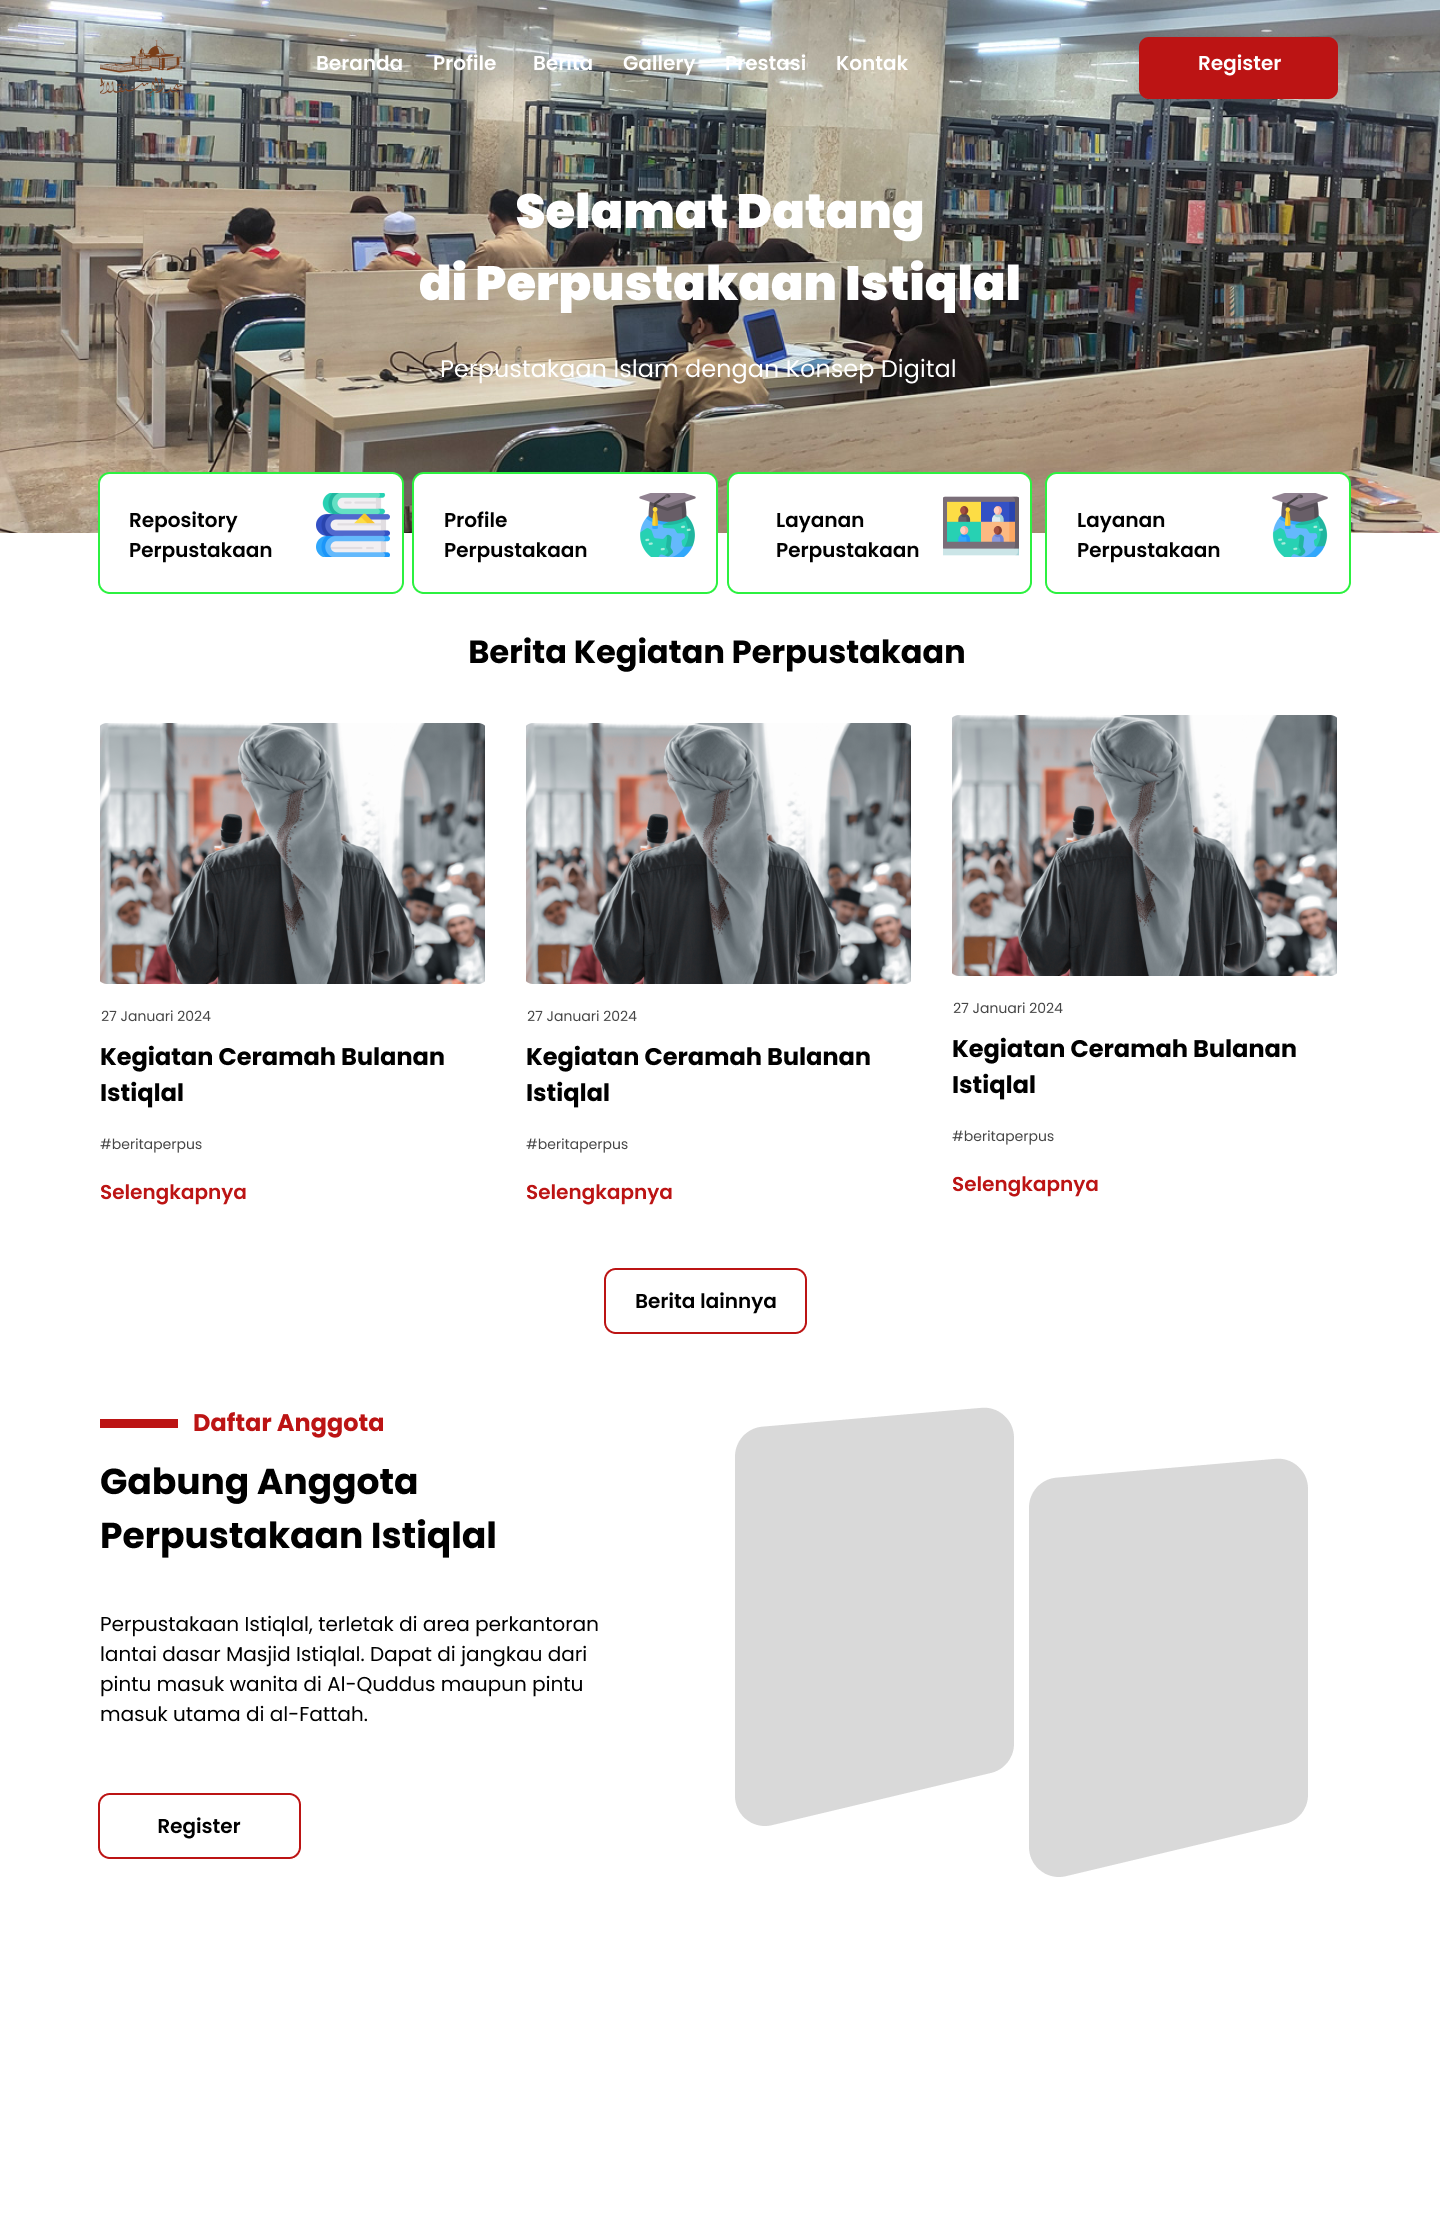 Beranda Profile Berita Gallery Prestasi Kontak Register
Selamat Datang
di Perpustakaan Istiqlal
Perpustakaan Islam dengan Konsep Digital
Repository
Perpustakaan
Profile
Perpustakaan
Layanan
Perpustakaan
Layanan
Perpustakaan
Berita Kegiatan Perpustakaan
27 Januari 2024
Kegiatan Ceramah Bulanan
Istiqlal
#beritaperpus
Selengkapnya
27 Januari 2024
Kegiatan Ceramah Bulanan
Istiqlal
#beritaperpus
Selengkapnya
27 Januari 2024
Kegiatan Ceramah Bulanan
Istiqlal
#beritaperpus
Selengkapnya
Berita lainnya
Daftar Anggota
Gabung Anggota
Perpustakaan Istiqlal
Perpustakaan Istiqlal, terletak di area perkantoran
lantai dasar Masjid Istiqlal. Dapat di jangkau dari
pintu masuk wanita di Al-Quddus maupun pintu
masuk utama di al-Fattah.
Register